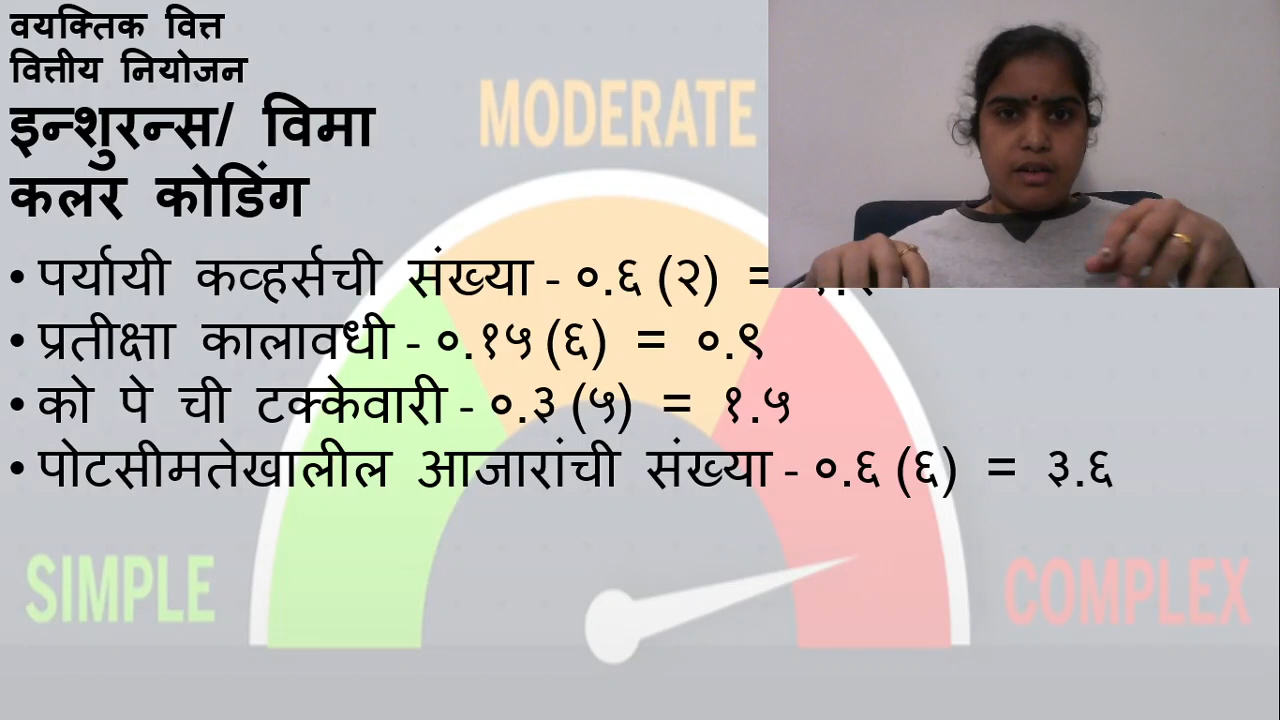 वयक्तिक वित्त
वित्तीय नियोजन
इन्शुरन्स/ विमा
कलर कोडिंग
MODERATE
• पर्यायी कव्हर्सची संख्या - ०.६ (२) =
• प्रतीक्षा कालावधी - ०.१५ (६) = ०.९
• को पे ची टक्केवारी - ०.३ (५) = १.५
• पोटसीमतेखालील आजारांची संख्या - ०.६ (६) = ३.६
SIMPLE
COMPLEX